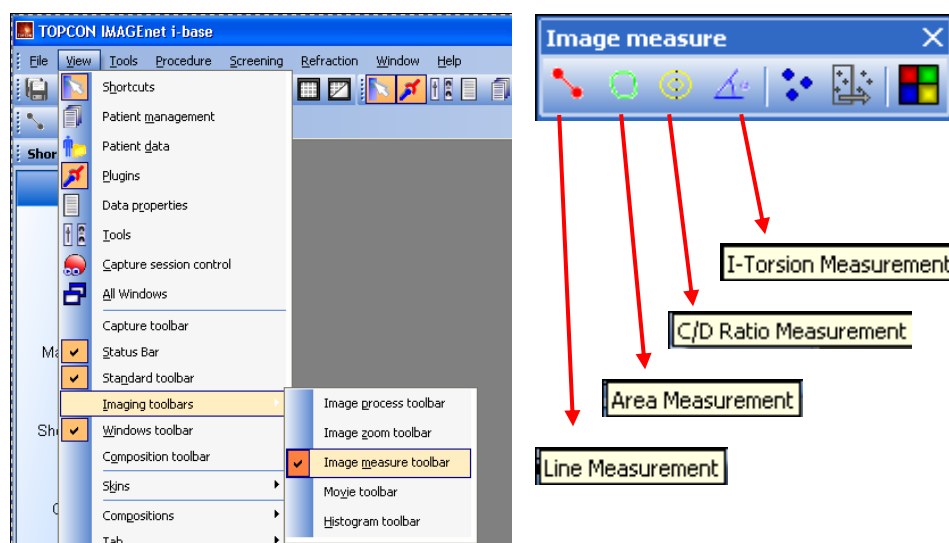 TOPCON IMAGEnet i-base
File View Tools Procedure Screening Refraction Window Help
Shortcuts
Patient management
Patient data
Shor
Plugins
Data properties
Tools
Capture session control
All Windows
Capture toolbar
Ma
Status Bar
Standard toolbar
Imaging toolbars
Sh
Windows toolbar
Composition toolbar
Skins
Compositions
Tab
Image process toolbar
Image zoom toolbar
Image measure toolbar
Movie toolbar
Histogram toolbar
Image measure
I-Torsion Measurement
C/D Ratio Measurement
Area Measurement
Line Measurement